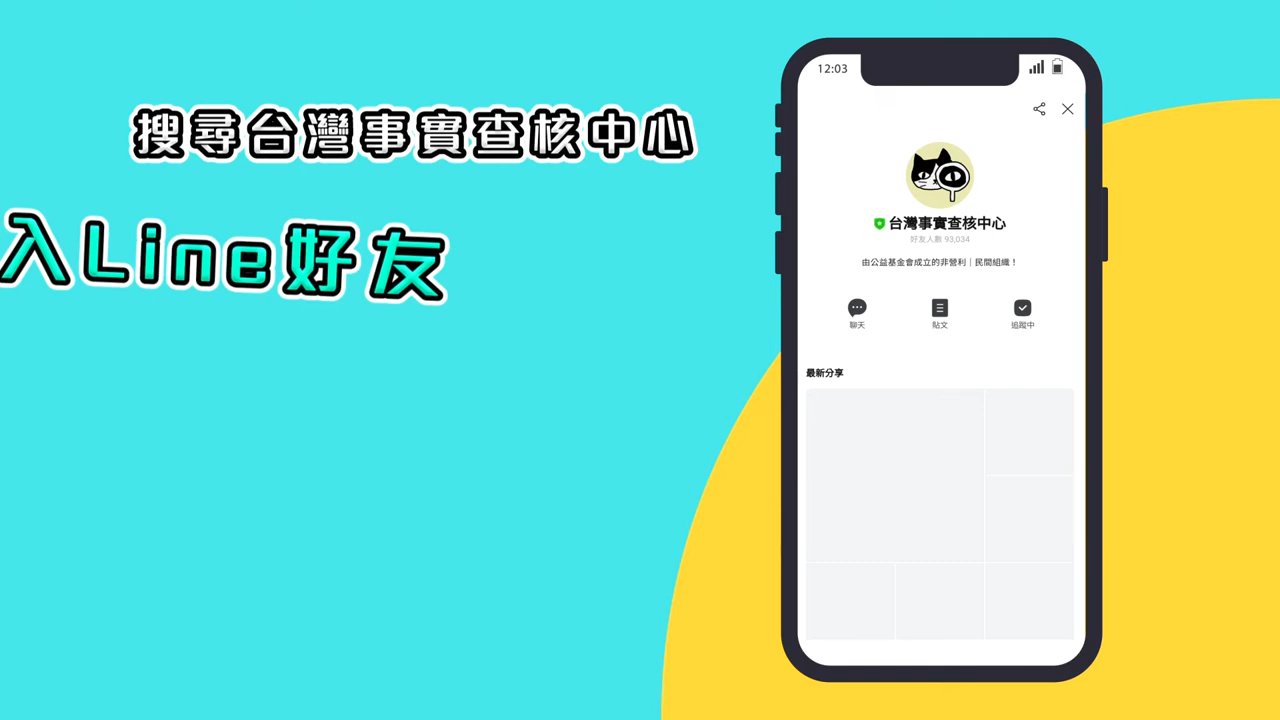 搜尋台灣事實查核中心
入Line好友
12:03
台灣事實查核中心
好友人數 93,034
由公益基金會成立的非營利｜民間組織！
聊天
貼文
追蹤中
最新分享